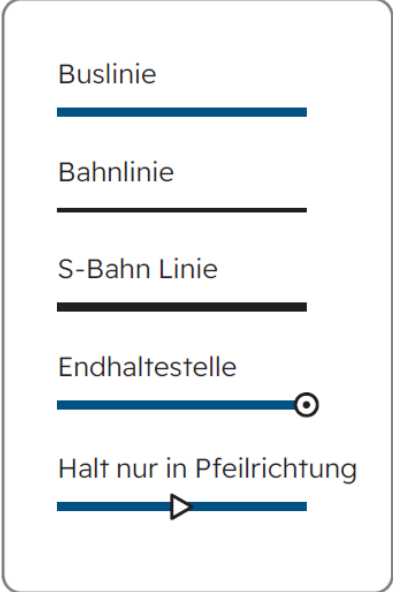 Buslinie
Bahnlinie
S-Bahn Linie
Endhaltestelle
Halt nur in Pfeilrichtung